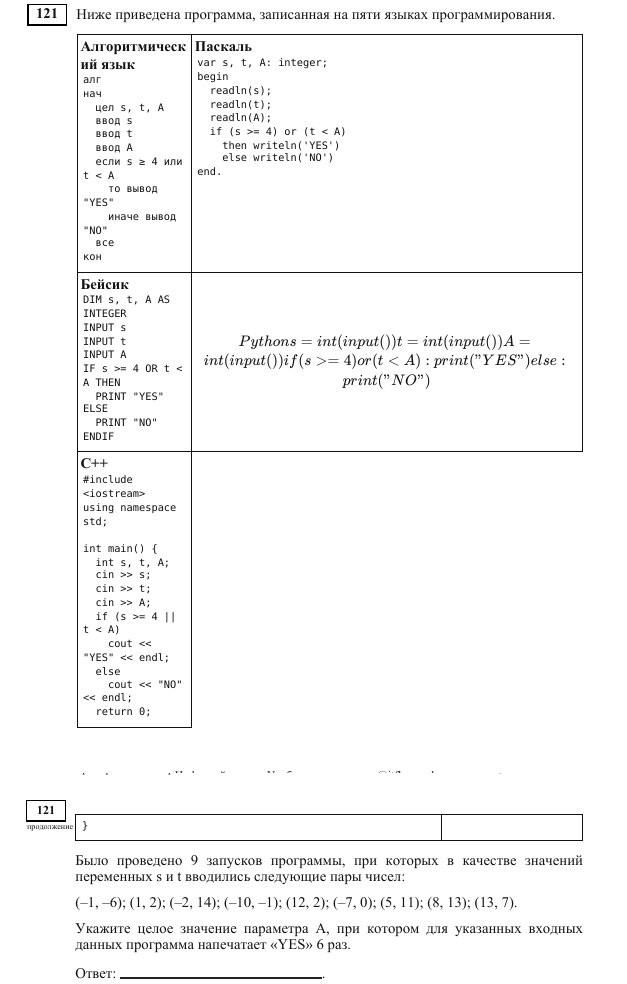 121
Ниже приведена программа, записанная на пяти языках программирования.
Алгоритмическ
ий язык
алг
нач
цел s, t, A
ввод s
ввод t
ввод A
если s ≥ 4 или
t < A
то вывод
"YES"
иначе вывод
"NO"
все
кон
Паскаль
var s, t, A: integer;
begin
readln(s);
readln(t);
readln(A);
if (s >= 4) or (t < A)
then writeln('YES')
else writeln('NO')
end.
Бейсик
DIM s, t, A AS
INTEGER
INPUT s
INPUT t
INPUT A
IF s >= 4 OR t <
A THEN
PRINT "YES"
ELSE
PRINT "NO"
ENDIF
Pythons = int(input())t = int(input())A =
int(input())if(s >= 4)or(t < A) : print("YES")else :
print("NO")
C++
#include
<iostream>
using namespace
std;
int main() {
int s, t, A;
cin >> s;
cin >> t;
cin >> A;
if (s >= 4 ||
t < A)
cout <<
"YES" << endl;
else
cout << "NO"
<< endl;
return 0;
121
продолжение
}
Было проведено 9 запусков программы, при которых в качестве значений
переменных s и t вводились следующие пары чисел:
(–1, –6); (1, 2); (–2, 14); (–10, –1); (12, 2); (–7, 0); (5, 11); (8, 13); (13, 7).
Укажите целое значение параметра A, при котором для указанных входных
данных программа напечатает «YES» 6 раз.
Ответ: .